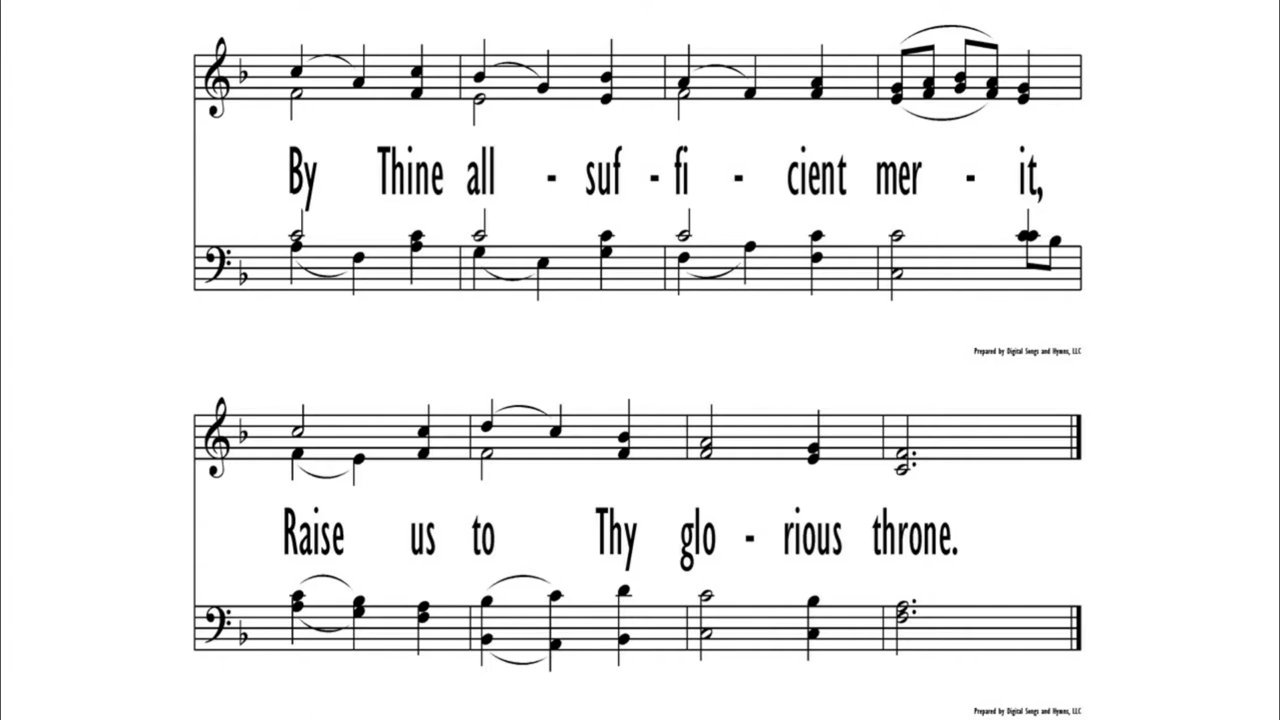 By Thine all - suf - fi - cient mer - it,
Prepared by Digital Songs and Hymns, LLC
Raise us to Thy glo - rious throne.
Prepared by Digital Songs and Hymns, LLC